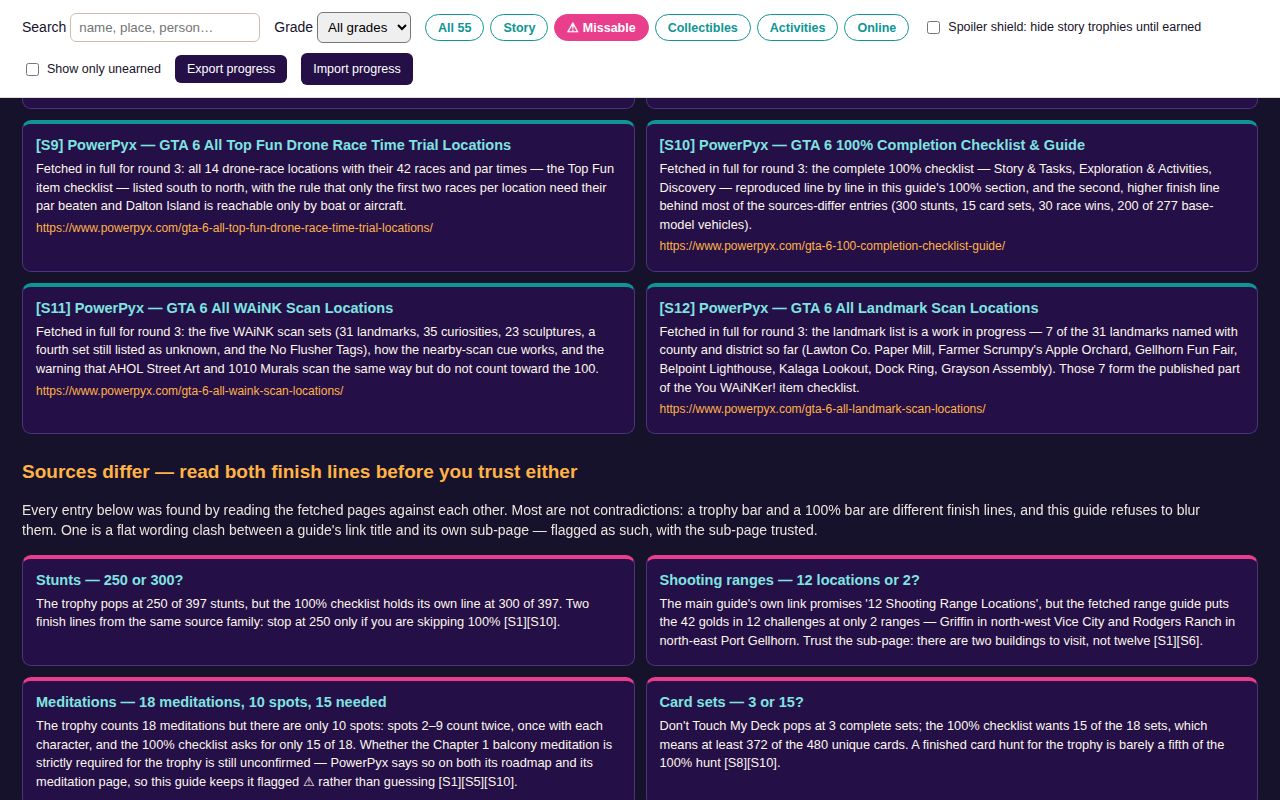 Search name, place, person… Grade All grades All 55 Story ⚠ Missable Collectibles Activities Online Spoiler shield: hide story trophies until earned
Show only unearned Export progress Import progress
[S9] PowerPyx — GTA 6 All Top Fun Drone Race Time Trial Locations
Fetched in full for round 3: all 14 drone-race locations with their 42 races and par times — the Top Fun
item checklist — listed south to north, with the rule that only the first two races per location need their
par beaten and Dalton Island is reachable only by boat or aircraft.
https://www.powerpyx.com/gta-6-all-top-fun-drone-race-time-trial-locations/
[S10] PowerPyx — GTA 6 100% Completion Checklist & Guide
Fetched in full for round 3: the complete 100% checklist — Story & Tasks, Exploration & Activities,
Discovery — reproduced line by line in this guide's 100% section, and the second, higher finish line
behind most of the sources-differ entries (300 stunts, 15 card sets, 30 race wins, 200 of 277 base-
model vehicles).
https://www.powerpyx.com/gta-6-100-completion-checklist-guide/
[S11] PowerPyx — GTA 6 All WAiNK Scan Locations
Fetched in full for round 3: the five WAiNK scan sets (31 landmarks, 35 curiosities, 23 sculptures, a
fourth set still listed as unknown, and the No Flusher Tags), how the nearby-scan cue works, and the
warning that AHOL Street Art and 1010 Murals scan the same way but do not count toward the 100.
https://www.powerpyx.com/gta-6-all-waink-scan-locations/
[S12] PowerPyx — GTA 6 All Landmark Scan Locations
Fetched in full for round 3: the landmark list is a work in progress — 7 of the 31 landmarks named with
county and district so far (Lawton Co. Paper Mill, Farmer Scrumpy's Apple Orchard, Gellhorn Fun Fair,
Belpoint Lighthouse, Kalaga Lookout, Dock Ring, Grayson Assembly). Those 7 form the published part
of the You WAiNKer! item checklist.
https://www.powerpyx.com/gta-6-all-landmark-scan-locations/
Sources differ — read both finish lines before you trust either
Every entry below was found by reading the fetched pages against each other. Most are not contradictions: a trophy bar and a 100% bar are different finish lines, and this guide refuses to blur
them. One is a flat wording clash between a guide's link title and its own sub-page — flagged as such, with the sub-page trusted.
Stunts — 250 or 300?
The trophy pops at 250 of 397 stunts, but the 100% checklist holds its own line at 300 of 397. Two
finish lines from the same source family: stop at 250 only if you are skipping 100% [S1][S10].
Shooting ranges — 12 locations or 2?
The main guide's own link promises '12 Shooting Range Locations', but the fetched range guide puts
the 42 golds in 12 challenges at only 2 ranges — Griffin in north-west Vice City and Rodgers Ranch in
north-east Port Gellhorn. Trust the sub-page: there are two buildings to visit, not twelve [S1][S6].
Meditations — 18 meditations, 10 spots, 15 needed
The trophy counts 18 meditations but there are only 10 spots: spots 2–9 count twice, once with each
character, and the 100% checklist asks for only 15 of 18. Whether the Chapter 1 balcony meditation is
strictly required for the trophy is still unconfirmed — PowerPyx says so on both its roadmap and its
meditation page, so this guide keeps it flagged ⚠ rather than guessing [S1][S5][S10].
Card sets — 3 or 15?
Don't Touch My Deck pops at 3 complete sets; the 100% checklist wants 15 of the 18 sets, which
means at least 372 of the 480 unique cards. A finished card hunt for the trophy is barely a fifth of the
100% hunt [S8][S10].